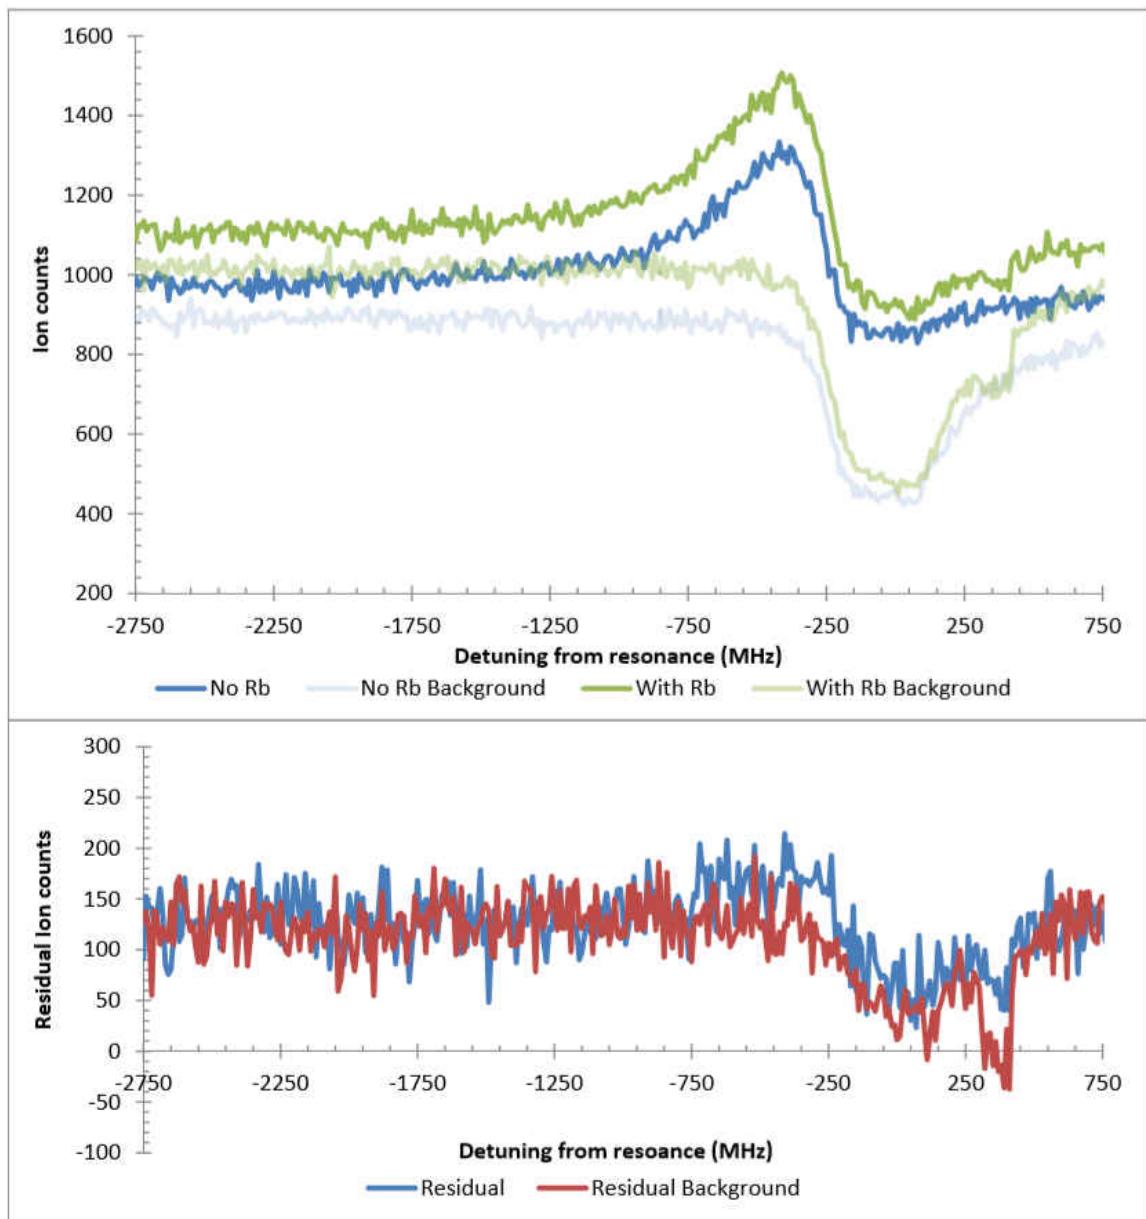 1600
1400
1200
1000
800
600
400
200
Ion counts
-2750 -2250 -1750 -1250 -750 -250 250 750
Detuning from resonance (MHz)
No Rb No Rb Background With Rb With Rb Background
300
250
200
150
100
50
0
-50
-100
Residual Ion counts
-2750 -2250 -1750 -1250 -750 -250 250 750
Detuning from resoance (MHz)
Residual Residual Background